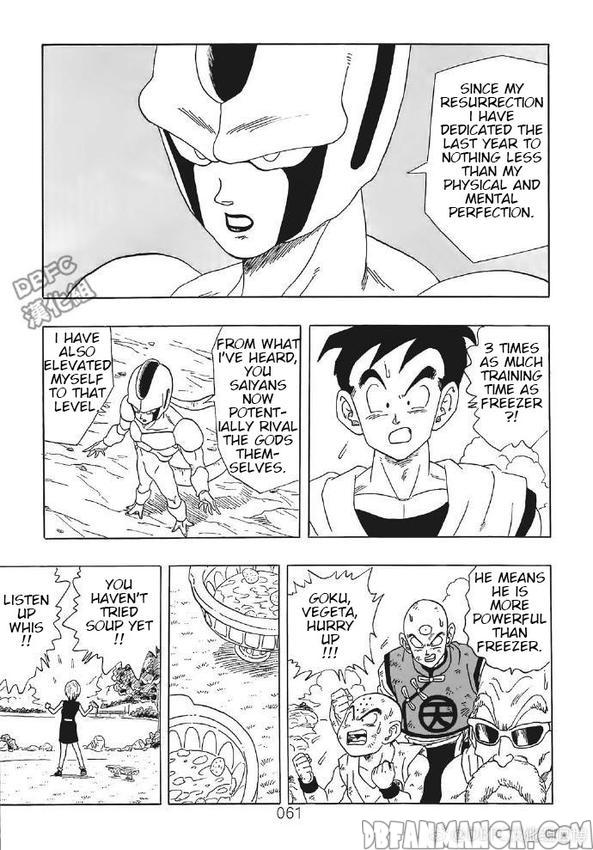 SINCE MY
RESURRECTION
I HAVE
DEDICATED THE
LAST YEAR TO
NOTHING LESS
THAN MY
PHYSICAL AND
MENTAL
PERFECTION.
DBFC
漢化組
3 TIMES
AS MUCH
TRAINING
TIME AS
FREEZER
?!
FROM WHAT
I'VE HEARD,
YOU
SAIYANS
NOW
POTENT-
IALLY RIVAL
THE GODS
THEM-
SELVES.
I HAVE
ALSO
ELEVATED
MYSELF
TO THAT
LEVEL.
HE MEANS
HE IS
MORE
POWERFUL
THAN
FREEZER.
GOKU,
VEGETA,
HURRY
UP
!!!
天
YOU
HAVEN'T
TRIED
SOUP YET
!!
LISTEN
UP
WHIS
!!
061
DBFANMANGA.COM